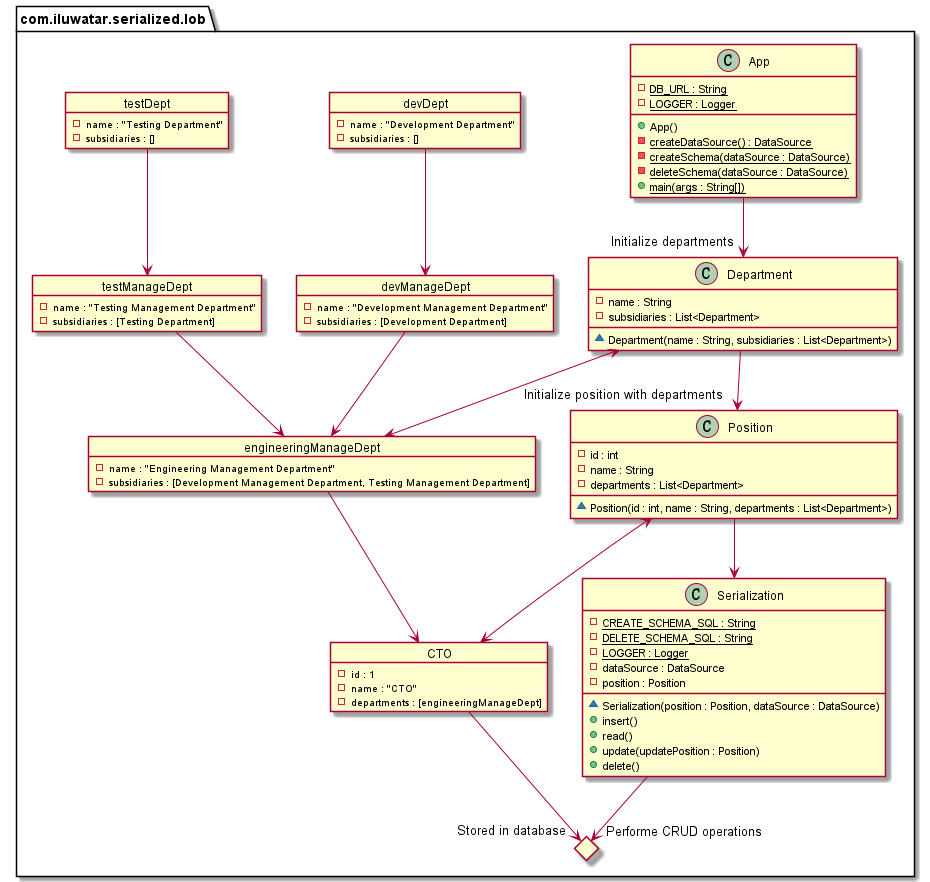 com.iluwatar.serialized.lob
C App
DB_URL : String
LOGGER : Logger
App()
createDataSource() : DataSource
createSchema(dataSource : DataSource)
deleteSchema(dataSource : DataSource)
main(args : String[])
testDept
name : "Testing Department"
subsidiaries : []
devDept
name : "Development Department"
subsidiaries : []
Initialize departments
C Department
name : String
subsidiaries : List<Department>
Department(name : String, subsidiaries : List<Department>)
testManageDept
name : "Testing Management Department"
subsidiaries : [Testing Department]
devManageDept
name : "Development Management Department"
subsidiaries : [Development Department]
Initialize position with departments
C Position
id : int
name : String
departments : List<Department>
Position(id : int, name : String, departments : List<Department>)
engineeringManageDept
name : "Engineering Management Department"
subsidiaries : [Development Management Department, Testing Management Department]
C Serialization
CREATE_SCHEMA_SQL : String
DELETE_SCHEMA_SQL : String
LOGGER : Logger
dataSource : DataSource
position : Position
Serialization(position : Position, dataSource : DataSource)
insert()
read()
update(updatePosition : Position)
delete()
CTO
id : 1
name : "CTO"
departments : [engineeringManageDept]
Stored in database
Performe CRUD operations